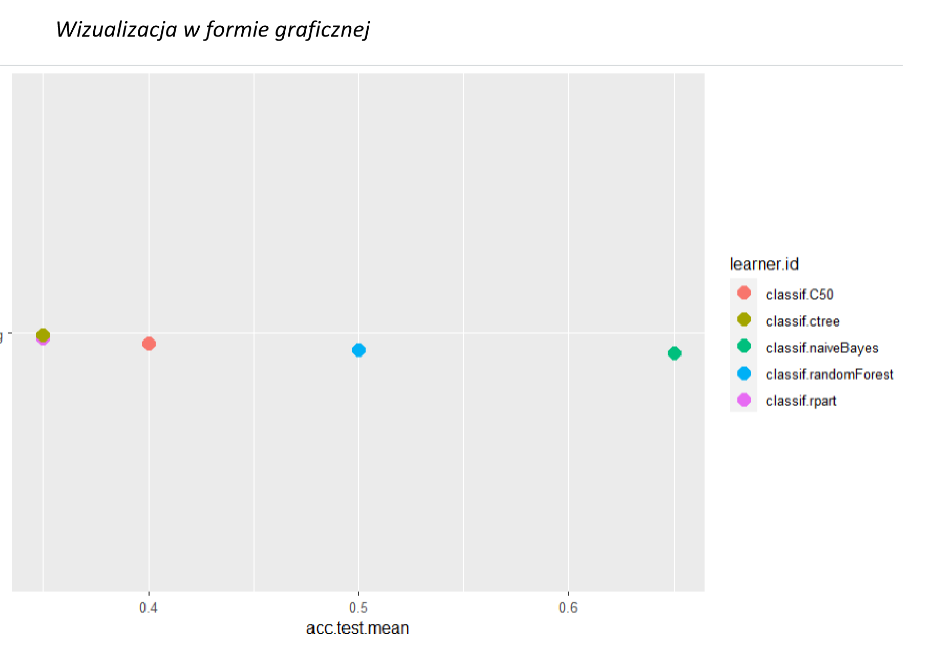 Wizualizacja w formie graficznej
learner.id
classif.C50
classif.ctree
classif.naiveBayes
classif.randomForest
classif.rpart
0.4
0.5
0.6
acc.test.mean